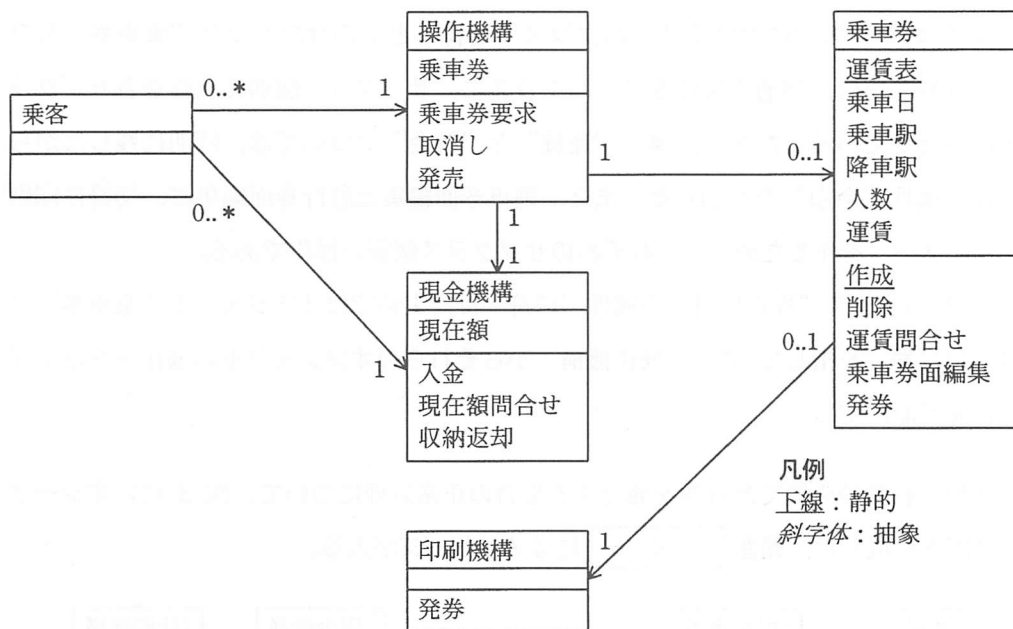 操作機構
乗車券
乗車券要求
取消し
発売
乗車券
運賃表
乗車日
乗車駅
降車駅
人数
運賃
作成
削除
運賃問合せ
乗車券面編集
発券
乗客
0..*
1
0..*
1
1
0..1
1
1
現金機構
現在額
入金
現在額問合せ
収納返却
0..1
1
印刷機構
発券
凡例
下線：静的
斜字体：抽象